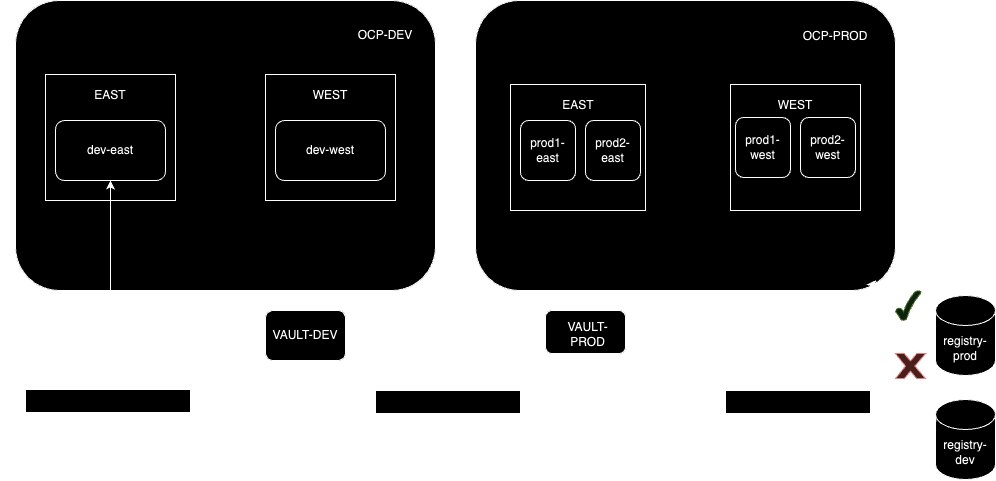 OCP-DEV
OCP-PROD
EAST
WEST
EAST
WEST
dev-east
dev-west
prod1-
east
prod2-
east
prod1-
west
prod2-
west
VAULT-DEV
VAULT-
PROD
registry-
prod
registry-
dev